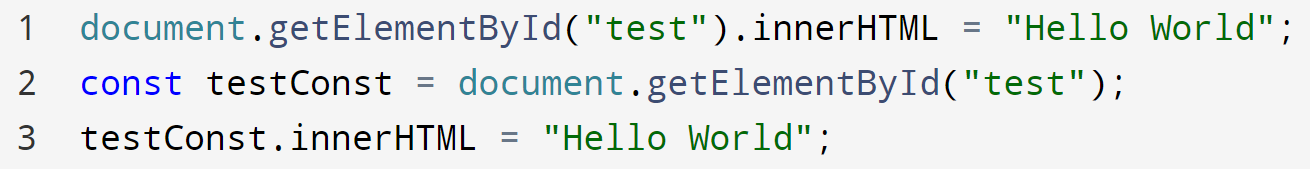 1 document.getElementById("test").innerHTML = "Hello World";
2 const testConst = document.getElementById("test");
3 testConst.innerHTML = "Hello World";